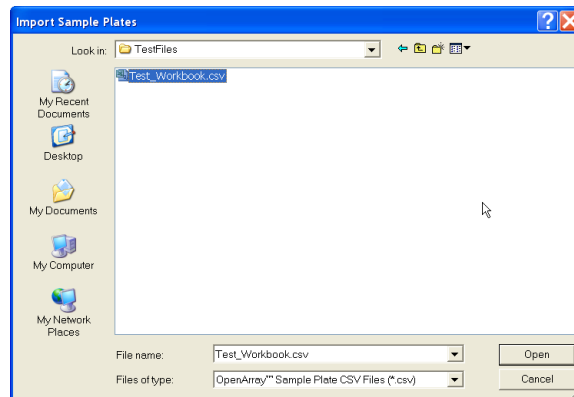 Import Sample Plates
Look in: TestFiles
Test_Workbook.csv
My Recent
Documents
Desktop
My Documents
My Computer
My Network
Places
File name: Test_Workbook.csv Open
Files of type: OpenArray™ Sample Plate CSV Files (*.csv) Cancel